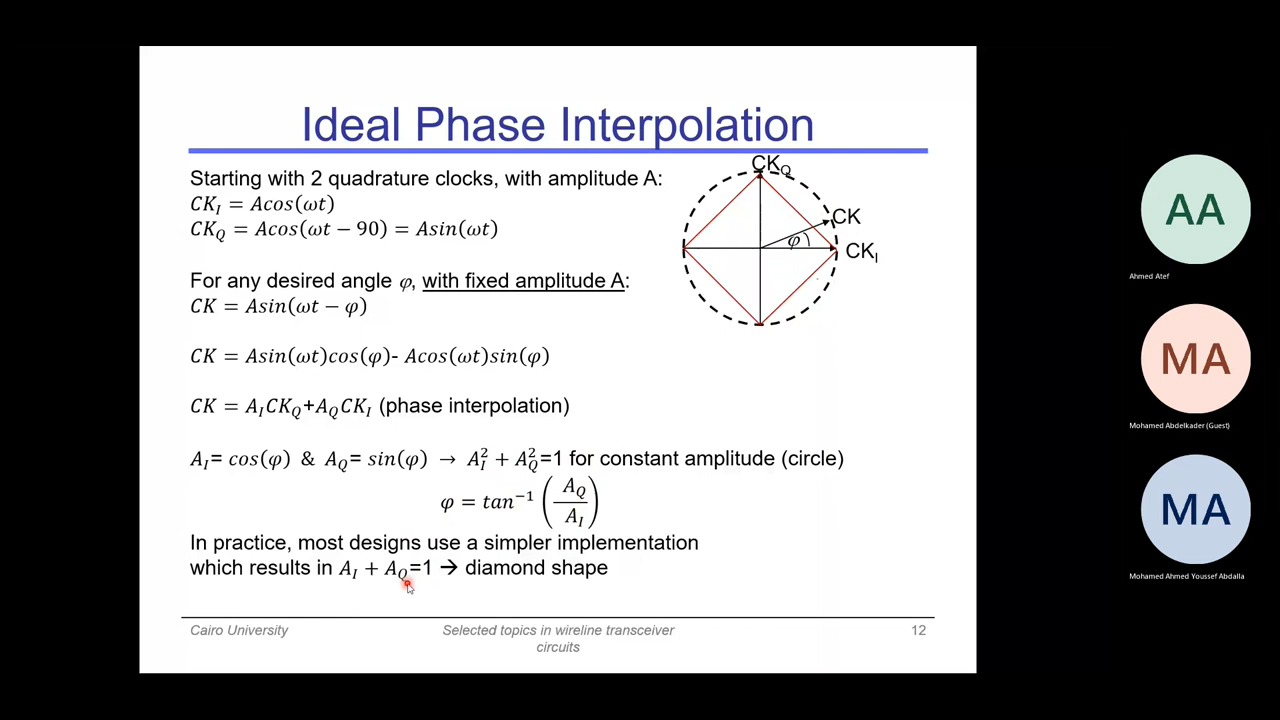 Ideal Phase Interpolation
Starting with 2 quadrature clocks, with amplitude A:
CK_I = Acos(ωt)
CK_Q = Acos(ωt − 90) = Asin(ωt)
For any desired angle φ, with fixed amplitude A:
CK = Asin(ωt − φ)
CK = Asin(ωt)cos(φ)- Acos(ωt)sin(φ)
CK = A_I CK_Q+A_Q CK_I (phase interpolation)
A_I= cos(φ) & A_Q= sin(φ) → A_I^2 + A_Q^2=1 for constant amplitude (circle)
φ = tan^−1 (A_Q / A_I)
In practice, most designs use a simpler implementation
which results in A_I + A_Q=1 → diamond shape
CK_Q
CK
φ
CK_I
Cairo University
Selected topics in wireline transceiver
circuits
12
AA
Ahmed Atef
MA
Mohamed Abdelkader (Guest)
MA
Mohamed Ahmed Youssef Abdalla